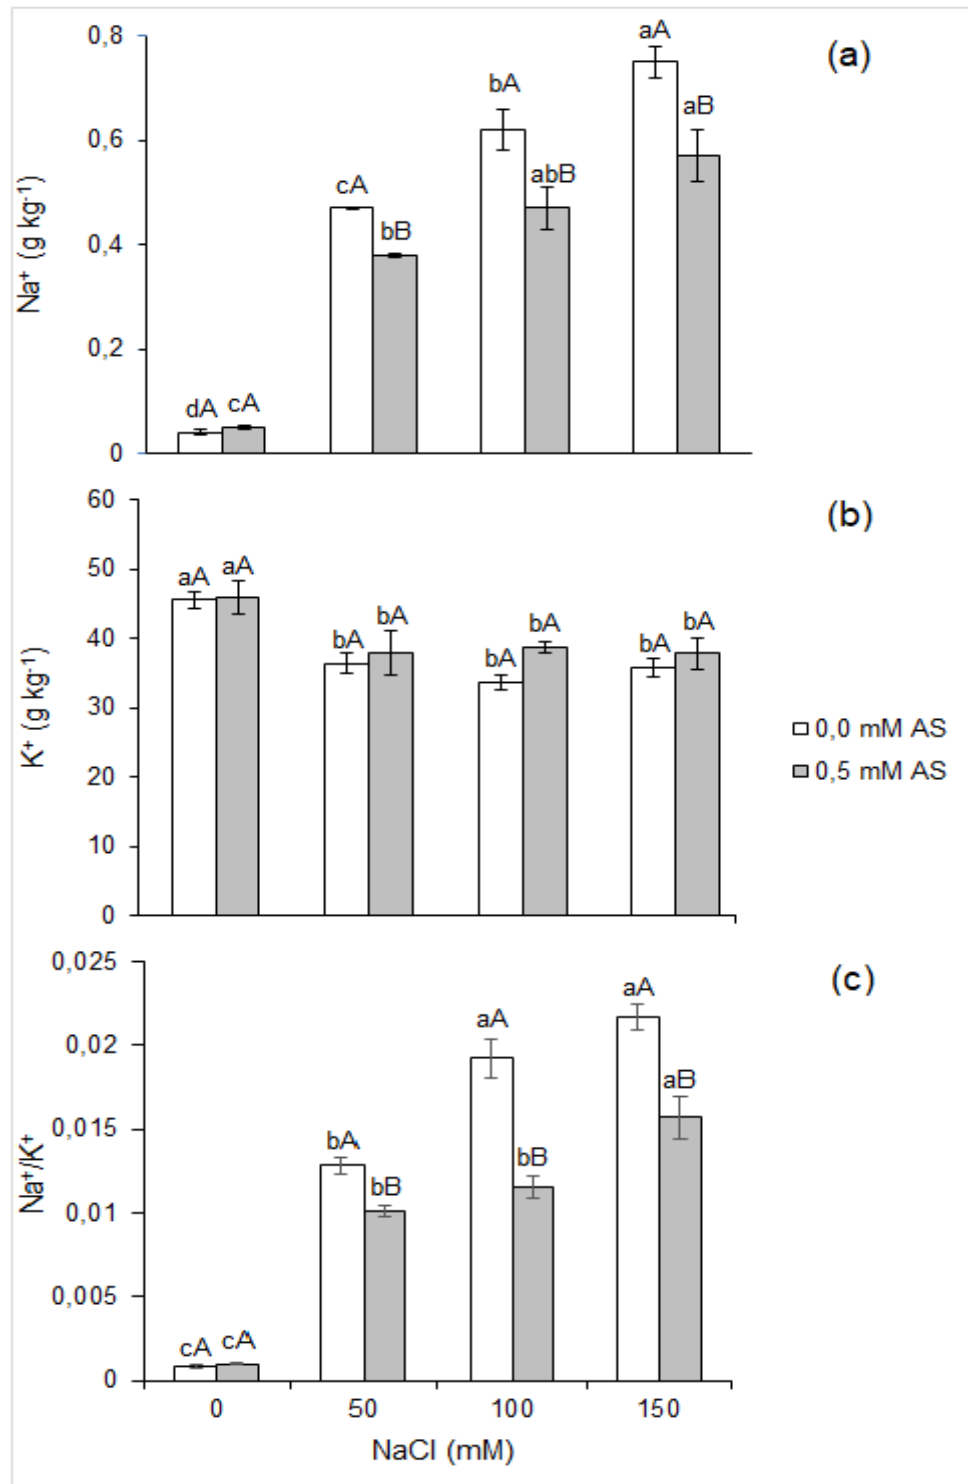 (a)
Na⁺ (g kg⁻¹)
0,8
0,6
0,4
0,2
0
dA cA
cA bB
bA abB
aA aB
(b)
K⁺ (g kg⁻¹)
60
50
40
30
20
10
0
aA aA
bA bA
bA bA
bA bA
0,0 mM AS
0,5 mM AS
(c)
Na⁺/K⁺
0,025
0,02
0,015
0,01
0,005
0
cA cA
bA bB
aA bB
aA aB
0 50 100 150
NaCl (mM)